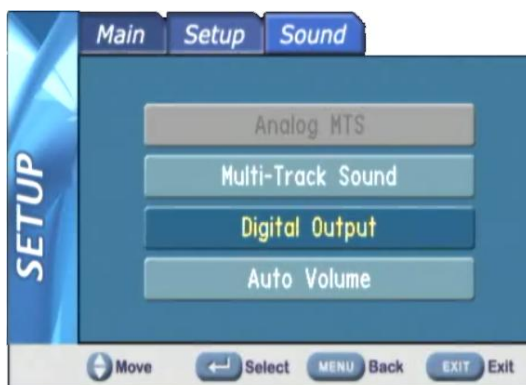 Main Setup Sound
SETUP
Analog MTS
Multi-Track Sound
Digital Output
Auto Volume
Move Select MENU Back EXIT Exit